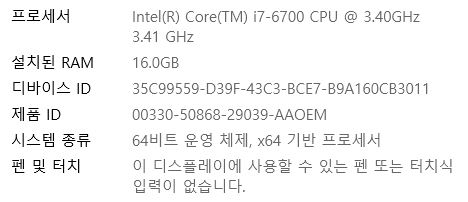 프로세서 Intel(R) Core(TM) i7-6700 CPU @ 3.40GHz
3.41 GHz
설치된 RAM 16.0GB
디바이스 ID 35C99559-D39F-43C3-BCE7-B9A160CB3011
제품 ID 00330-50868-29039-AAOEM
시스템 종류 64비트 운영 체제, x64 기반 프로세서
펜 및 터치 이 디스플레이에 사용할 수 있는 펜 또는 터치식
입력이 없습니다.